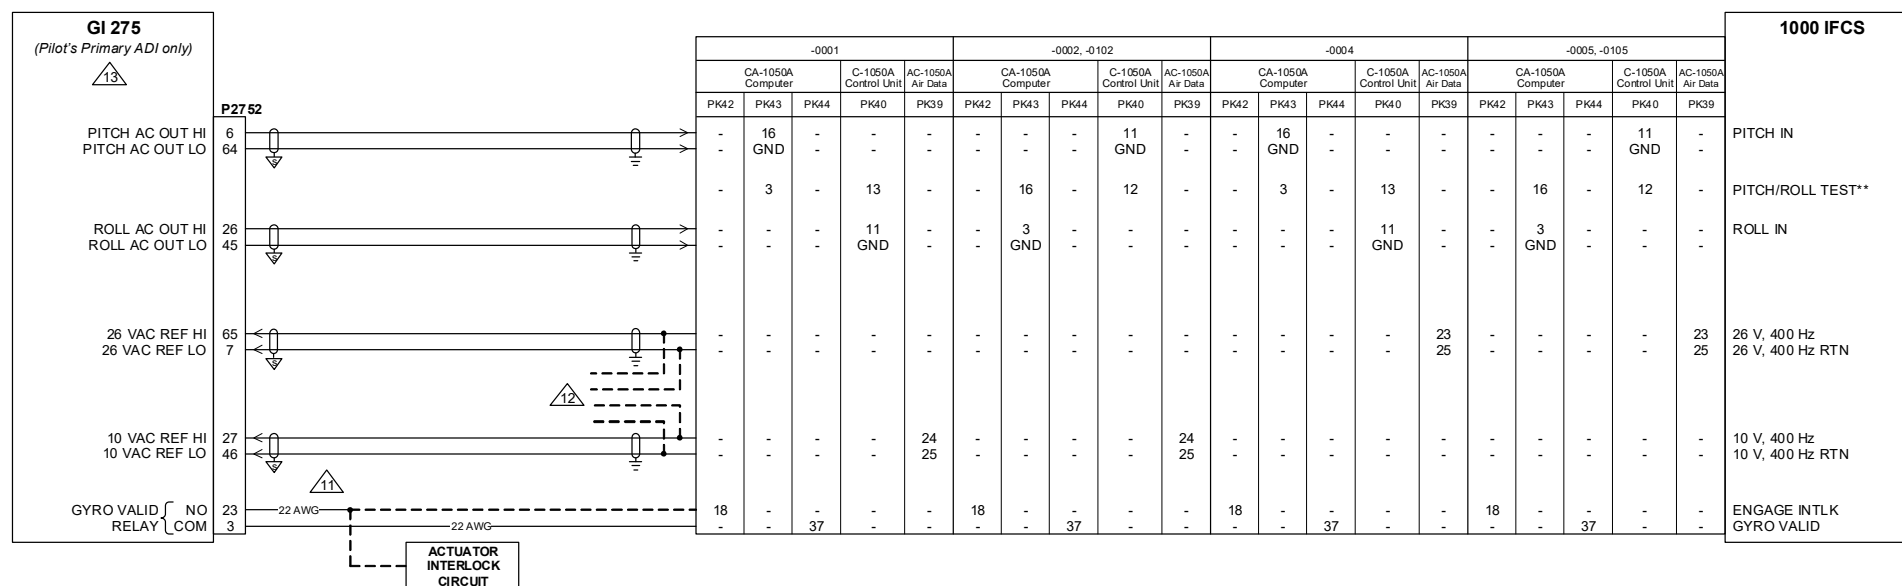 GI 275
(Pilot's Primary ADI only)
13
1000 IFCS
-0001 -0002, -0102 -0004 -0005, -0105
CA-1050A Computer C-1050A Control Unit AC-1050A Air Data CA-1050A Computer C-1050A Control Unit AC-1050A Air Data CA-1050A Computer C-1050A Control Unit AC-1050A Air Data CA-1050A Computer C-1050A Control Unit AC-1050A Air Data
P2752 PK42 PK43 PK44 PK40 PK39 PK42 PK43 PK44 PK40 PK39 PK42 PK43 PK44 PK40 PK39 PK42 PK43 PK44 PK40 PK39
PITCH AC OUT HI 6 - 16 - - - - - - 11 - - 16 - - - - - - 11 - PITCH IN
PITCH AC OUT LO 64 S - GND - - - - - - GND - - GND - - - - - - GND -
- 3 - 13 - - 16 - 12 - - 3 - 13 - - 16 - 12 - PITCH/ROLL TEST**
ROLL AC OUT HI 26 - - - 11 - - 3 - - - - - - 11 - - 3 - - - ROLL IN
ROLL AC OUT LO 45 S - - - GND - - GND - - - - - - GND - - GND - - -
26 VAC REF HI 65 - - - - - - - - - - - - - - 23 - - - - 23 26 V, 400 Hz
26 VAC REF LO 7 S - - - - - - - - - - - - - - 25 - - - - 25 26 V, 400 Hz RTN
12
10 VAC REF HI 27 - - - - 24 - - - - 24 - - - - - - - - - - 10 V, 400 Hz
10 VAC REF LO 46 S - - - - 25 - - - - 25 - - - - - - - - - - 10 V, 400 Hz RTN
11
GYRO VALID NO 23 22 AWG 18 - - - - 18 - - - - 18 - - - - 18 - - - - ENGAGE INTLK
RELAY COM 3 22 AWG - - 37 - - - - 37 - - - - 37 - - - - 37 - - GYRO VALID
ACTUATOR
INTERLOCK
CIRCUIT